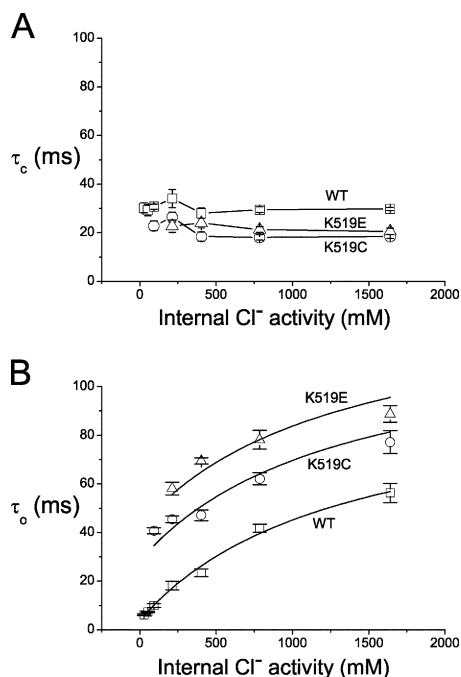 A
100
80
60
40
20
0
τc (ms)
WT
K519E
K519C
0 500 1000 1500 2000
Internal Cl⁻ activity (mM)
B
100
80
60
40
20
0
τo (ms)
K519E
K519C
WT
0 500 1000 1500 2000
Internal Cl⁻ activity (mM)